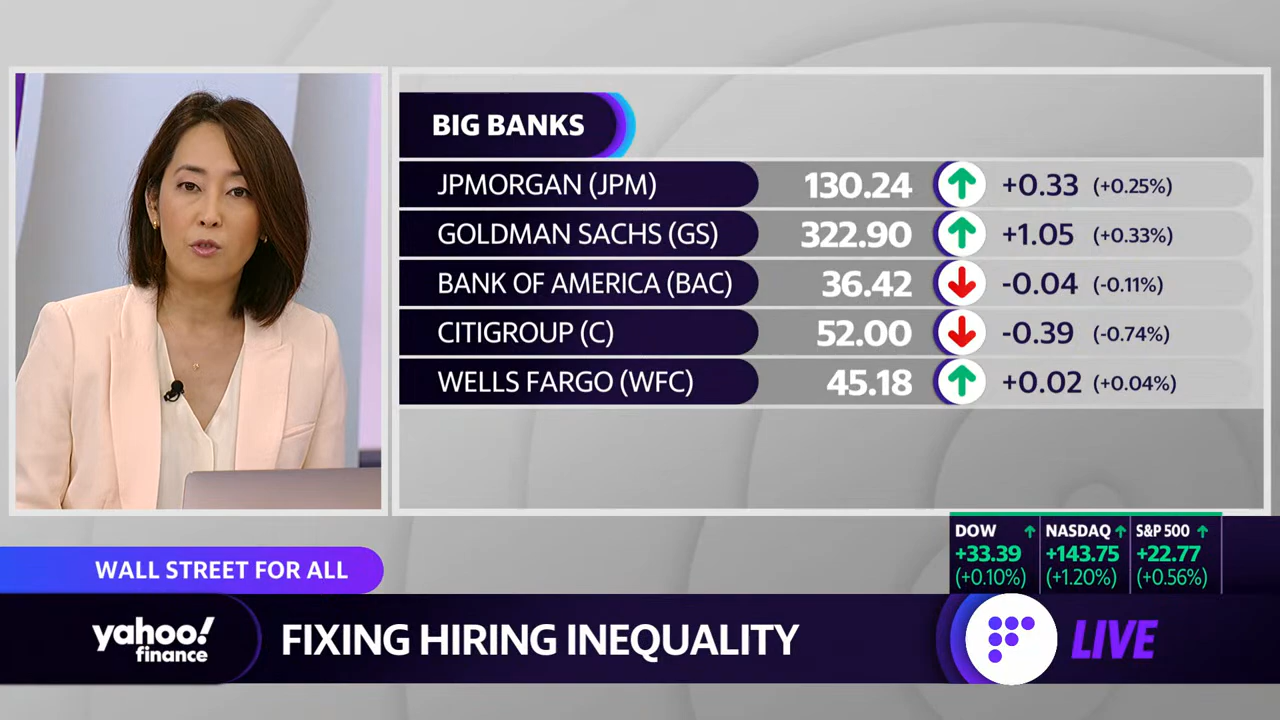 BIG BANKS
JPMORGAN (JPM) 130.24 +0.33 (+0.25%)
GOLDMAN SACHS (GS) 322.90 +1.05 (+0.33%)
BANK OF AMERICA (BAC) 36.42 -0.04 (-0.11%)
CITIGROUP (C) 52.00 -0.39 (-0.74%)
WELLS FARGO (WFC) 45.18 +0.02 (+0.04%)
DOW NASDAQ S&P 500
+33.39 +143.75 +22.77
(+0.10%) (+1.20%) (+0.56%)
WALL STREET FOR ALL
yahoo!
finance
FIXING HIRING INEQUALITY
LIVE